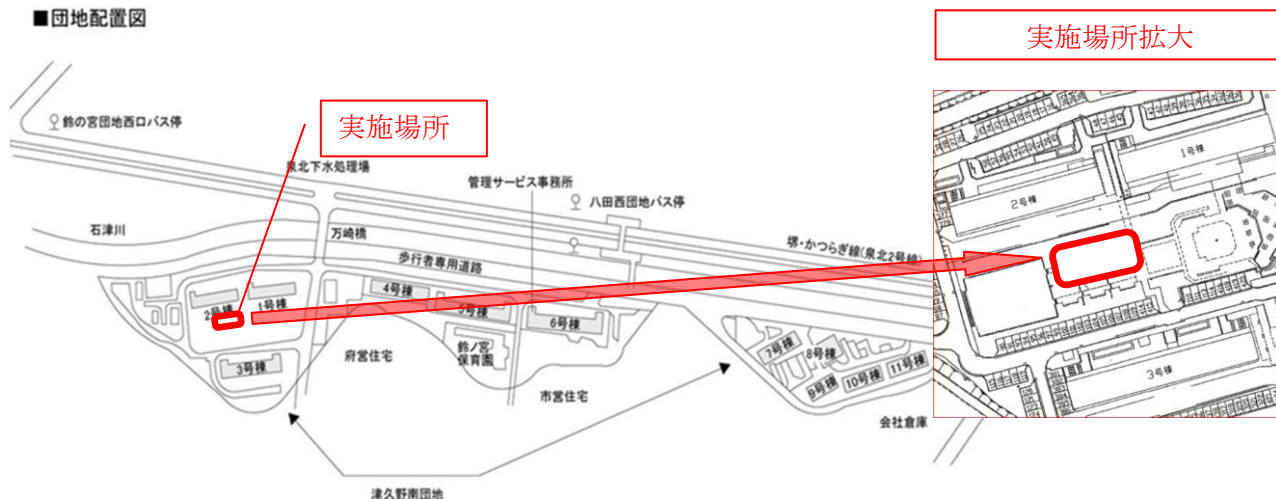 ■団地配置図
実施場所拡大
鈴の宮団地西口バス停
実施場所
泉北下水処理場
管理サービス事務所
八田西団地バス停
石津川
万崎橋
堺・かつらぎ線(泉北2号線)
歩行者専用道路
4号棟
1号棟
2号棟
5号棟
6号棟
鈴ノ宮
保育園
府営住宅
3号棟
7号棟
8号棟
9号棟
10号棟
11号棟
市営住宅
会社倉庫
津久野南団地
1号棟
2号棟
3号棟